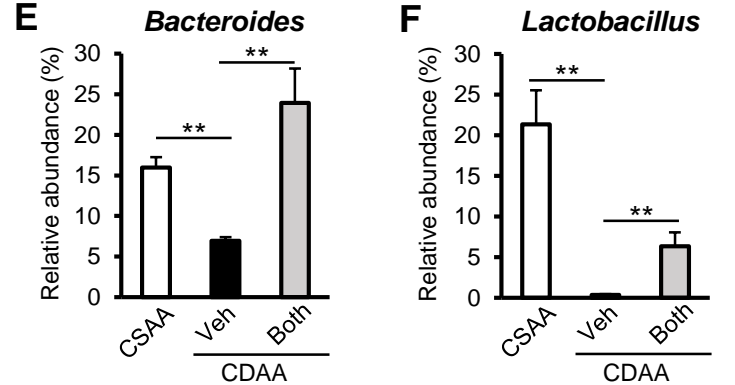 E
Bacteroides
Relative abundance (%)
30
25
20
15
10
5
0
**
**
CSAA
Veh
Both
CDAA
F
Lactobacillus
Relative abundance (%)
30
25
20
15
10
5
0
**
**
CSAA
Veh
Both
CDAA